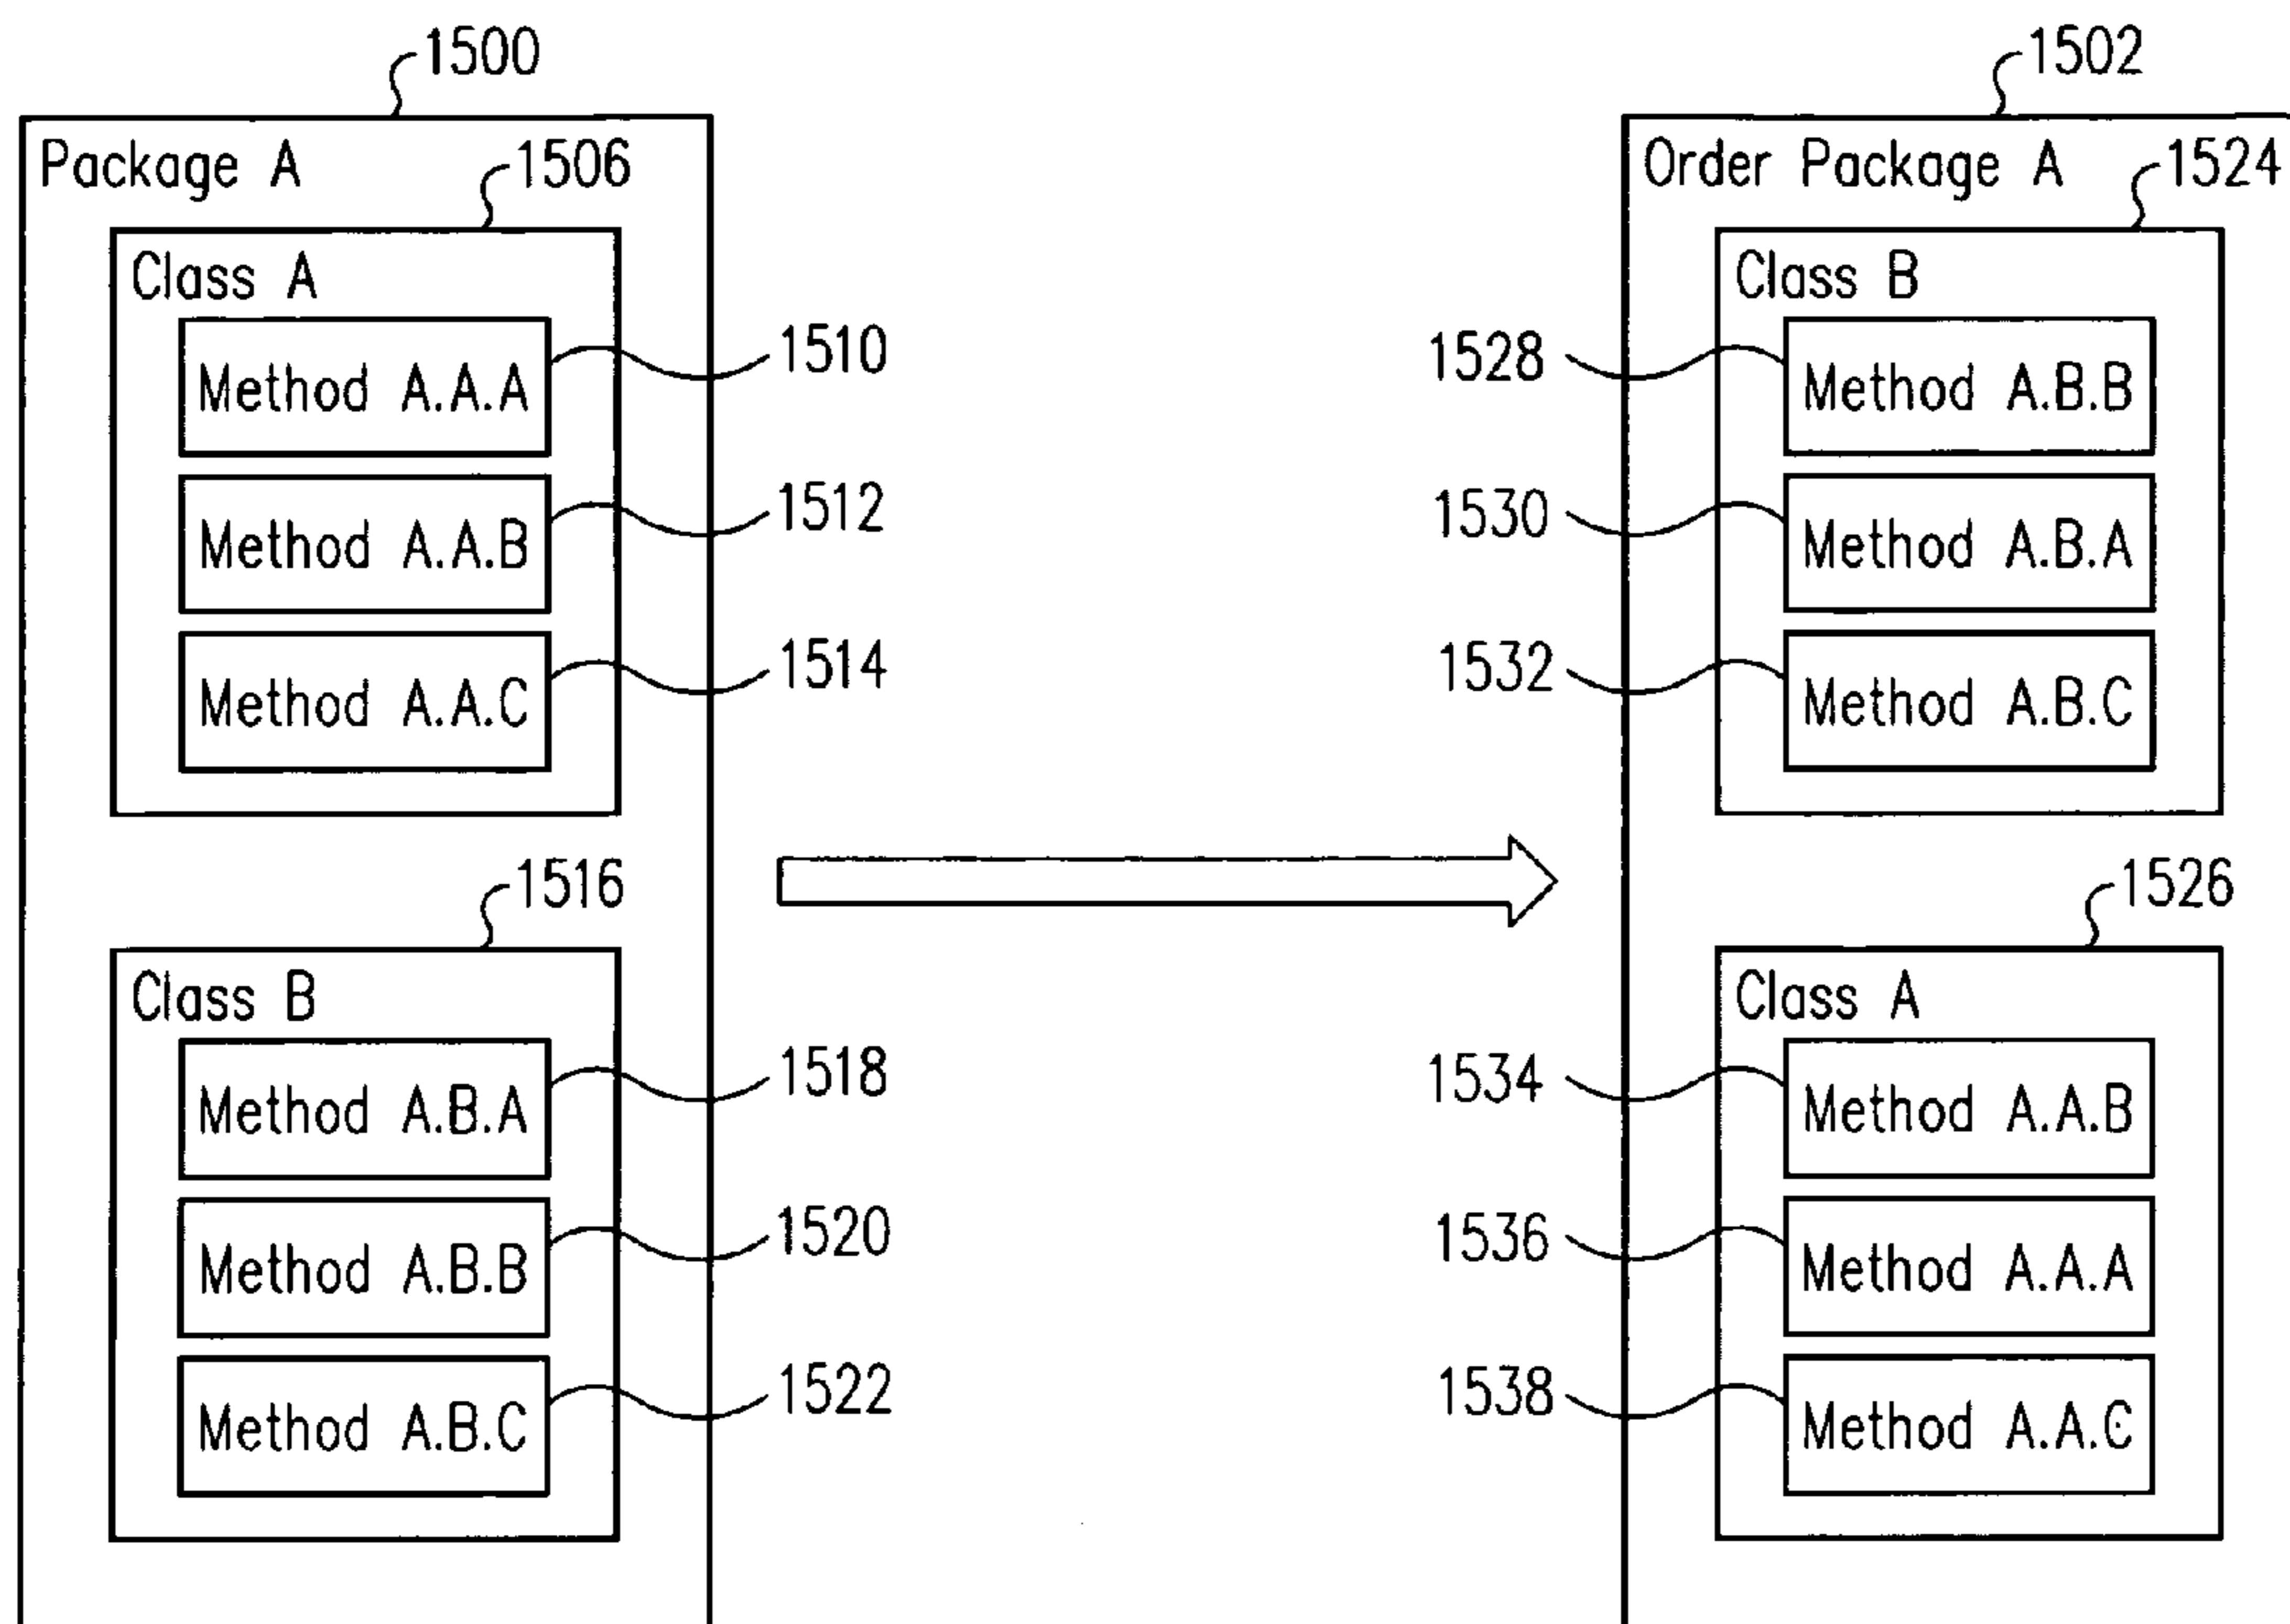 1500
Package A
1506
Class A
Method A.A.A
1510
Method A.A.B
1512
Method A.A.C
1514
1516
Class B
Method A.B.A
1518
Method A.B.B
1520
Method A.B.C
1522
1502
Order Package A
1524
Class B
1528
Method A.B.B
1530
Method A.B.A
1532
Method A.B.C
1526
Class A
1534
Method A.A.B
1536
Method A.A.A
1538
Method A.A.C